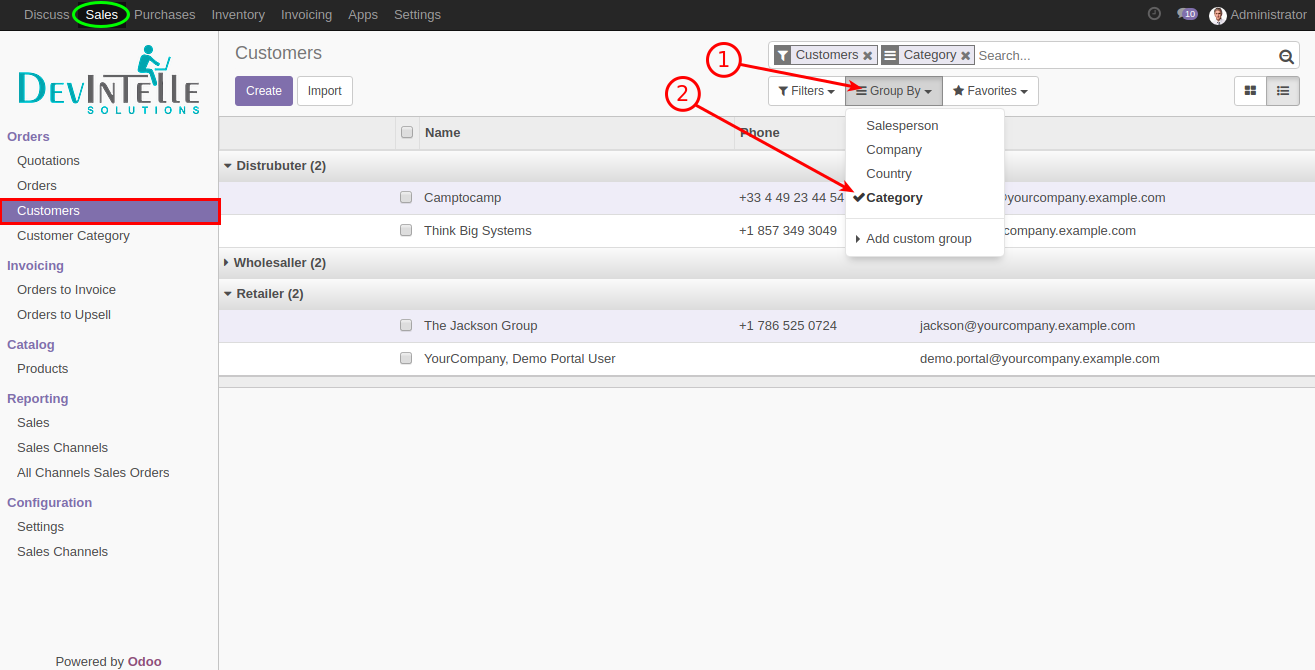 Discuss Sales Purchases Inventory Invoicing Apps Settings 10 Administrator
DEVINTELLE
SOLUTIONS
Orders
Quotations
Orders
Customers
Customer Category
Invoicing
Orders to Invoice
Orders to Upsell
Catalog
Products
Reporting
Sales
Sales Channels
All Channels Sales Orders
Configuration
Settings
Sales Channels
Powered by Odoo
Customers
Customers Category Search...
1
2
Create Import
Filters Group By Favorites
Salesperson
Company
Country
Category
Add custom group
Name Phone
Distrubuter (2)
Camptocamp +33 4 49 23 44 54 @yourcompany.example.com
Think Big Systems +1 857 349 3049 company.example.com
Wholesaller (2)
Retailer (2)
The Jackson Group +1 786 525 0724 jackson@yourcompany.example.com
YourCompany, Demo Portal User demo.portal@yourcompany.example.com